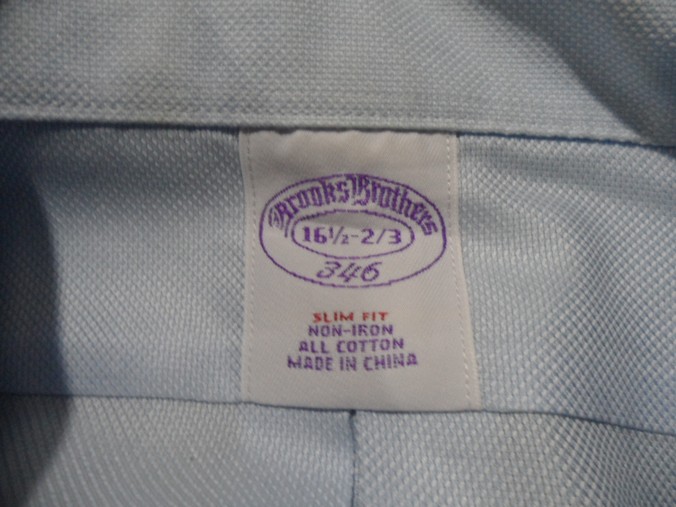 Brooks Brothers
16½-2/3
346
SLIM FIT
NON-IRON
ALL COTTON
MADE IN CHINA